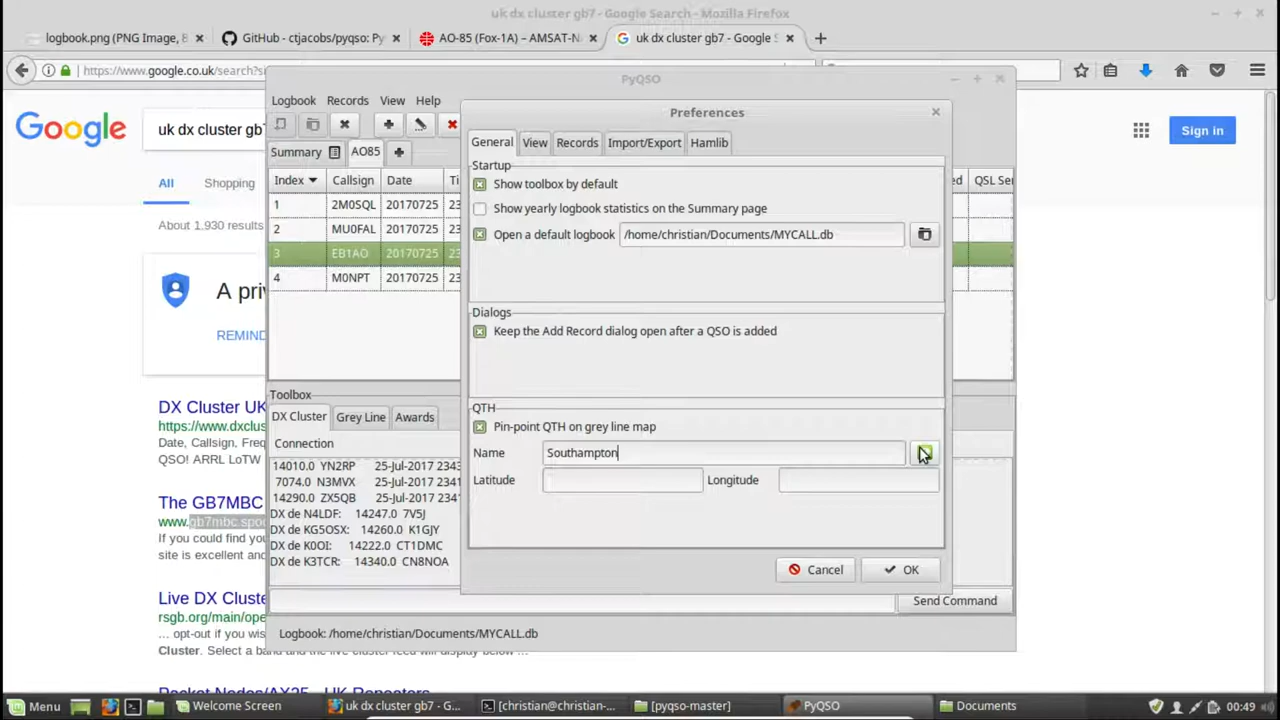 uk dx cluster gb7 - Google Search - Mozilla Firefox
logbook.png (PNG Image, 8
GitHub - ctjacobs/pyqso: Py
AO-85 (Fox-1A) – AMSAT-N
uk dx cluster gb7 - Google S
https://www.google.co.uk/search?
PyQSO
Logbook Records View Help
Preferences
Google
uk dx cluster gb7
Sign in
General View Records Import/Export Hamlib
Summary AO85
Startup
All Shopping
Index Callsign Date
QSL
Show toolbox by default
1 2M0SQL 20170725 23
Show yearly logbook statistics on the Summary page
About 1,930 results
2 MU0FAL 20170725 23
Open a default logbook /home/christian/Documents/MYCALL.db
3 EB1AO 20170725 23
4 M0NPT 20170725 23
A pri
REMIND
Dialogs
Keep the Add Record dialog open after a QSO is added
Toolbox
DX Cluster UK
DX Cluster Grey Line Awards
QTH
https://www.dxclus
Pin-point QTH on grey line map
Date, Callsign, Freq
Connection
QSO! ARRL LoTW
Name Southampton
14010.0 YN2RP 25-Jul-2017 2343
7074.0 N3MVX 25-Jul-2017 2341
Latitude Longitude
14290.0 ZX5QB 25-Jul-2017 234
The GB7MBC
DX de N4LDF: 14247.0 7V5J
www.gb7mbc.spoo
DX de KG5OSX: 14260.0 K1GJY
If you could find you
DX de K0OI: 14222.0 CT1DMC
site is excellent and
DX de K3TCR: 14340.0 CN8NOA
Cancel OK
Live DX Cluste
Send Command
rsgb.org/main/ope
... opt-out if you wis
Logbook: /home/christian/Documents/MYCALL.db
Cluster. Select a band and the live cluster feed will display below ...
Packet Nodes/AX25 - UK Repeaters
Menu Welcome Screen uk dx cluster gb7 - G... [christian@christian-... [pyqso-master] PyQSO Documents 00:49